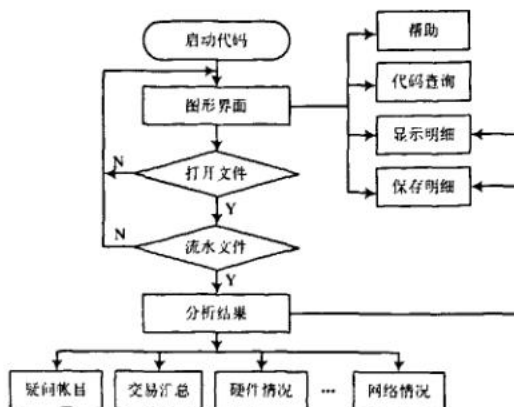 启动代码
帮助
图形界面
代码查询
显示明细
N
打开文件
保存明细
Y
N
流水文件
Y
分析结果
疑问帐目
交易汇总
硬件情况
...
网络情况